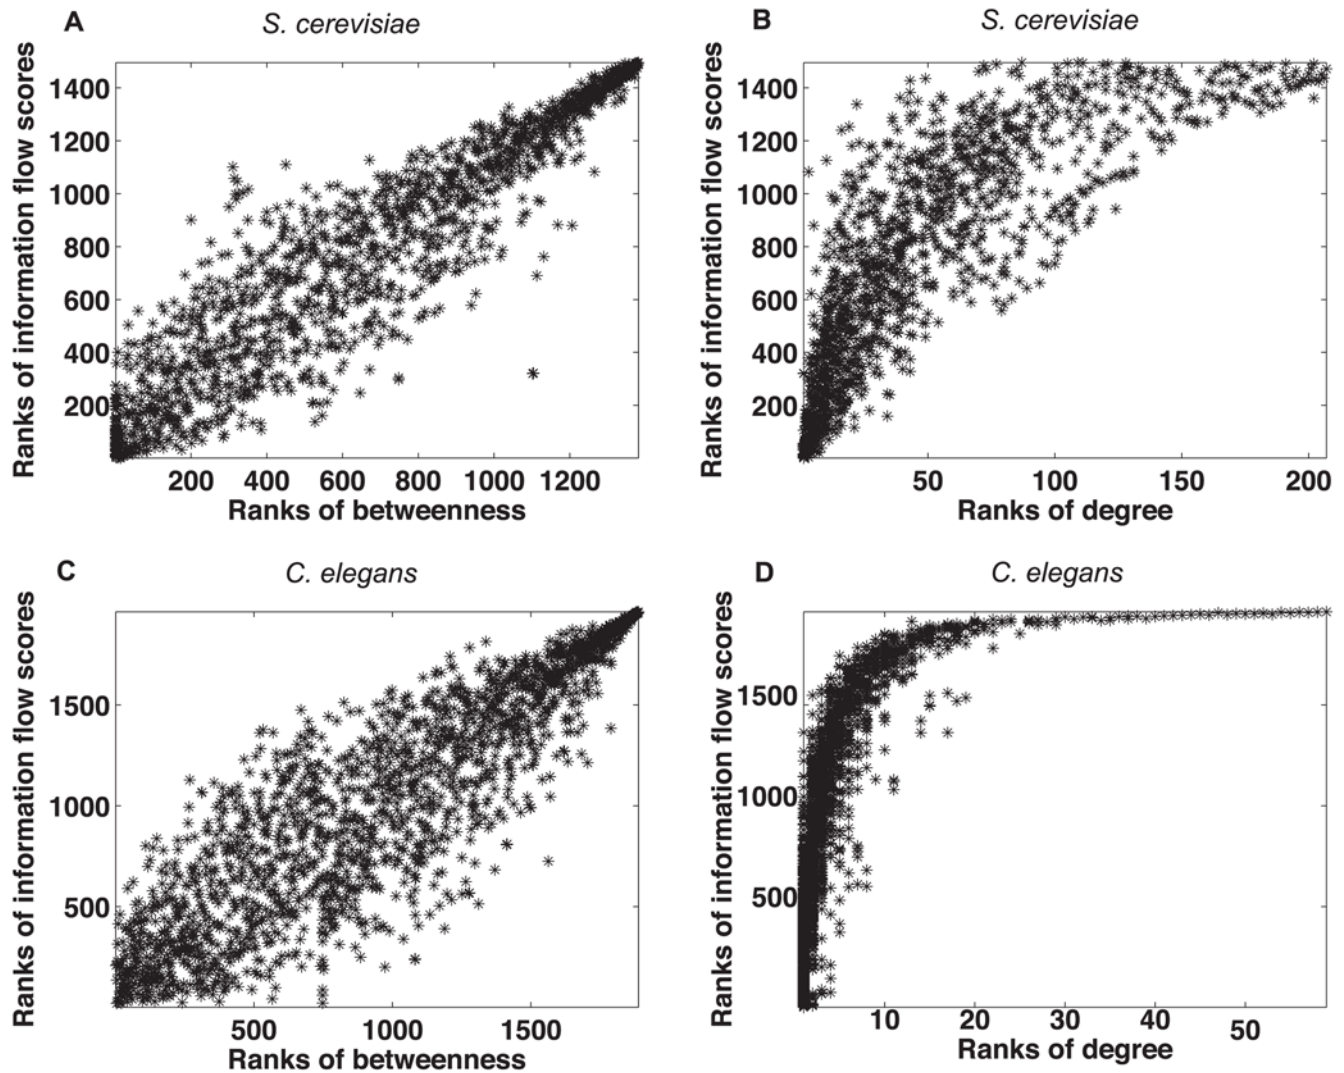 A
S. cerevisiae
Ranks of information flow scores
1400
1200
1000
800
600
400
200
200 400 600 800 1000 1200
Ranks of betweenness
B
S. cerevisiae
Ranks of information flow scores
1400
1200
1000
800
600
400
200
50 100 150 200
Ranks of degree
C
C. elegans
Ranks of information flow scores
1500
1000
500
500 1000 1500
Ranks of betweenness
D
C. elegans
Ranks of information flow scores
1500
1000
500
10 20 30 40 50
Ranks of degree